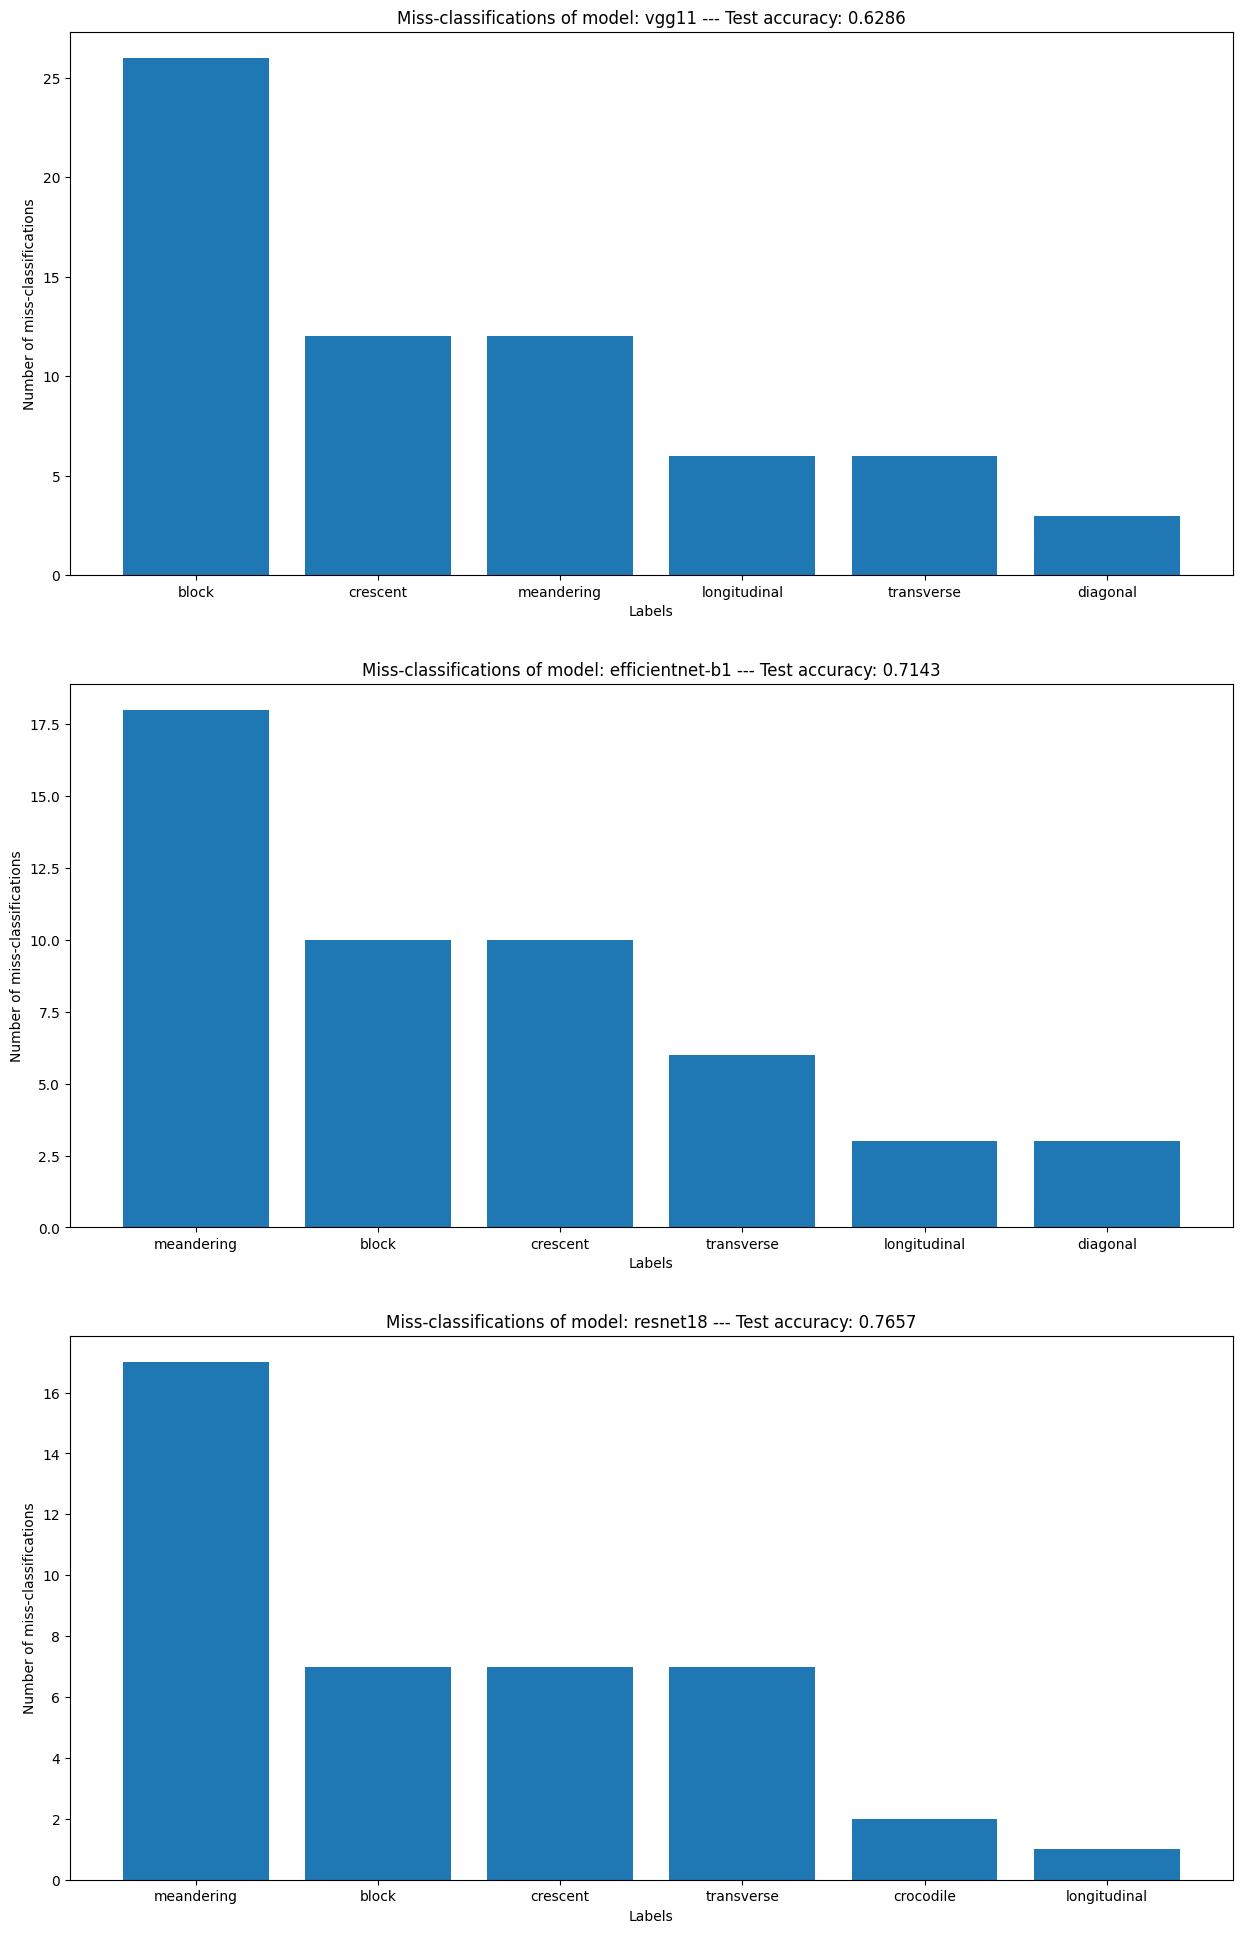 Miss-classifications of model: vgg11 --- Test accuracy: 0.6286
Number of miss-classifications
25
20
15
10
5
0
block crescent meandering longitudinal transverse diagonal
Labels
Miss-classifications of model: efficientnet-b1 --- Test accuracy: 0.7143
Number of miss-classifications
17.5
15.0
12.5
10.0
7.5
5.0
2.5
0.0
meandering block crescent transverse longitudinal diagonal
Labels
Miss-classifications of model: resnet18 --- Test accuracy: 0.7657
Number of miss-classifications
16
14
12
10
8
6
4
2
0
meandering block crescent transverse crocodile longitudinal
Labels